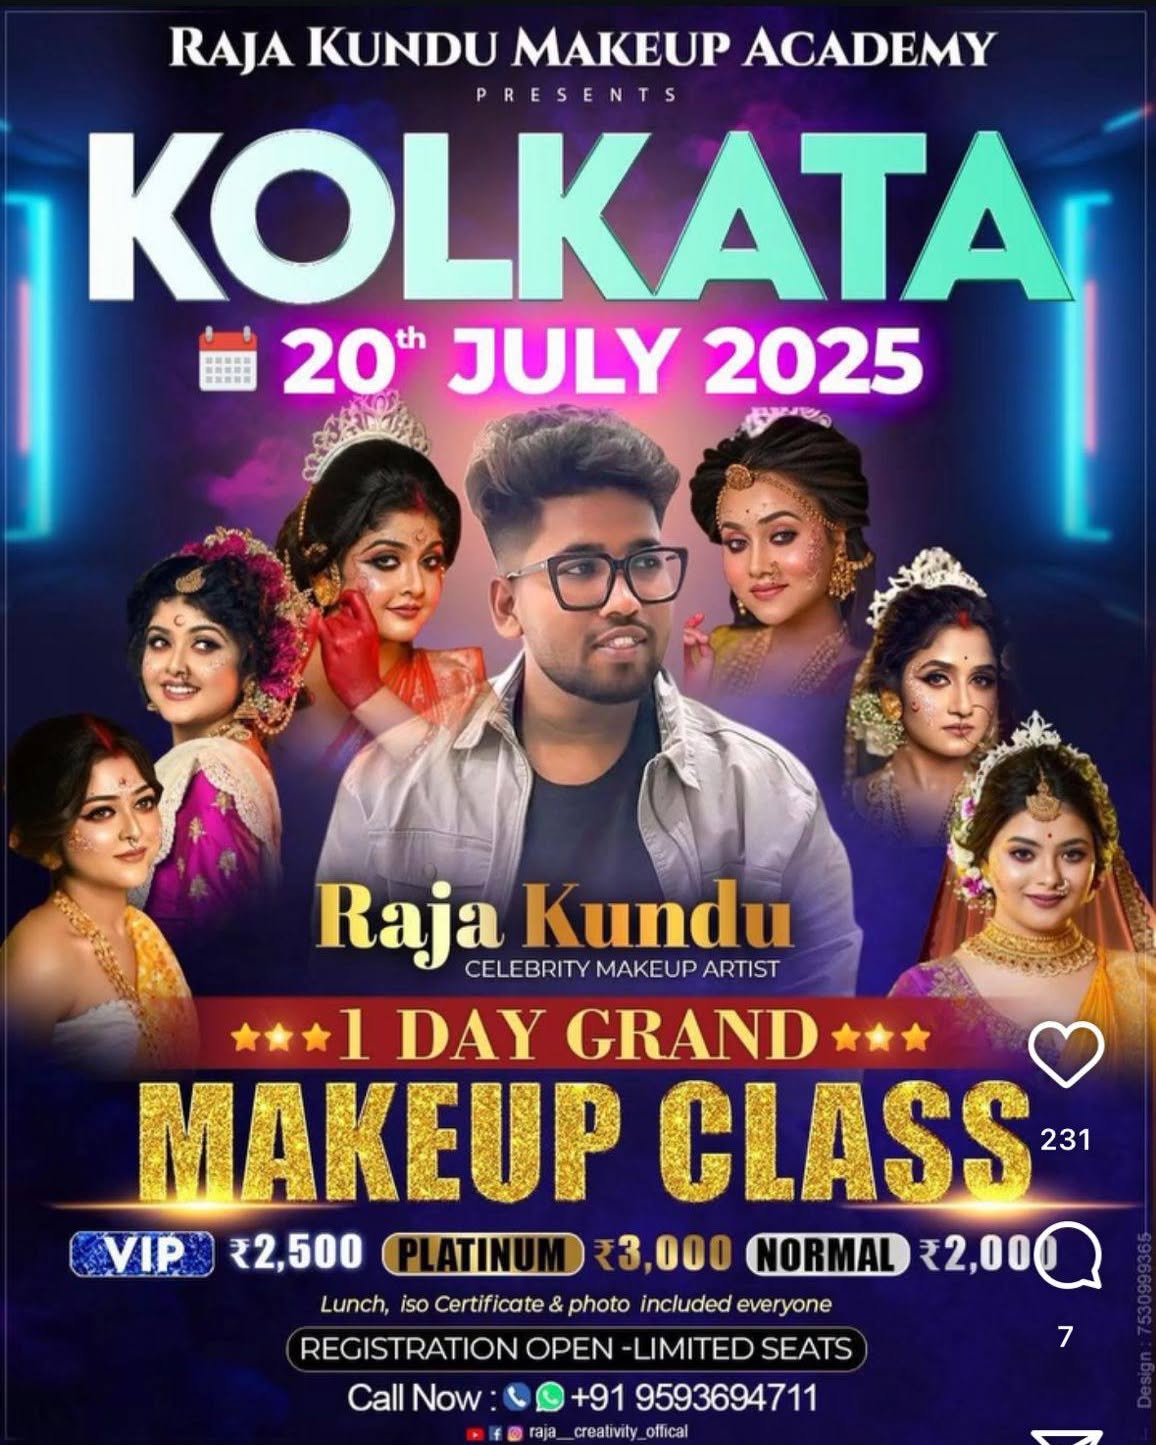 RAJA KUNDU MAKEUP ACADEMY
PRESENTS
KOLKATA
20th JULY 2025
Raja Kundu
CELEBRITY MAKEUP ARTIST
1 DAY GRAND
MAKEUP CLASS
231
VIP ₹2,500 PLATINUM ₹3,000 NORMAL ₹2,000
Lunch, iso Certificate & photo included everyone
REGISTRATION OPEN -LIMITED SEATS
7
Call Now : +91 9593694711
raja__creativity_offical
Design : 7530999365